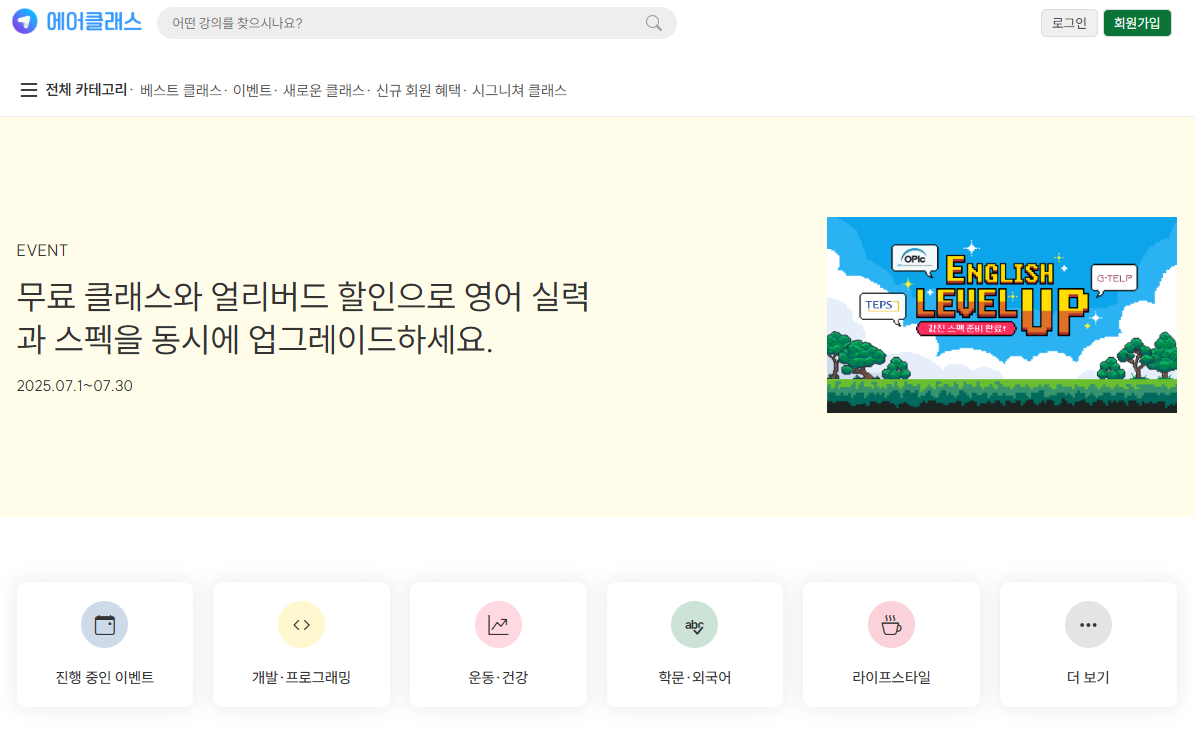 에어클래스
어떤 강의를 찾으시나요?
로그인
회원가입
전체 카테고리· 베스트 클래스· 이벤트· 새로운 클래스· 신규 회원 혜택· 시그니쳐 클래스
EVENT
무료 클래스와 얼리버드 할인으로 영어 실력
과 스펙을 동시에 업그레이드하세요.
2025.07.1~07.30
OPIc
ENGLISH
G-TELP
TEPS
LEVEL UP
갓진 스펙 준비 완료!
진행 중인 이벤트
개발·프로그래밍
운동·건강
abc
학문·외국어
라이프스타일
더 보기